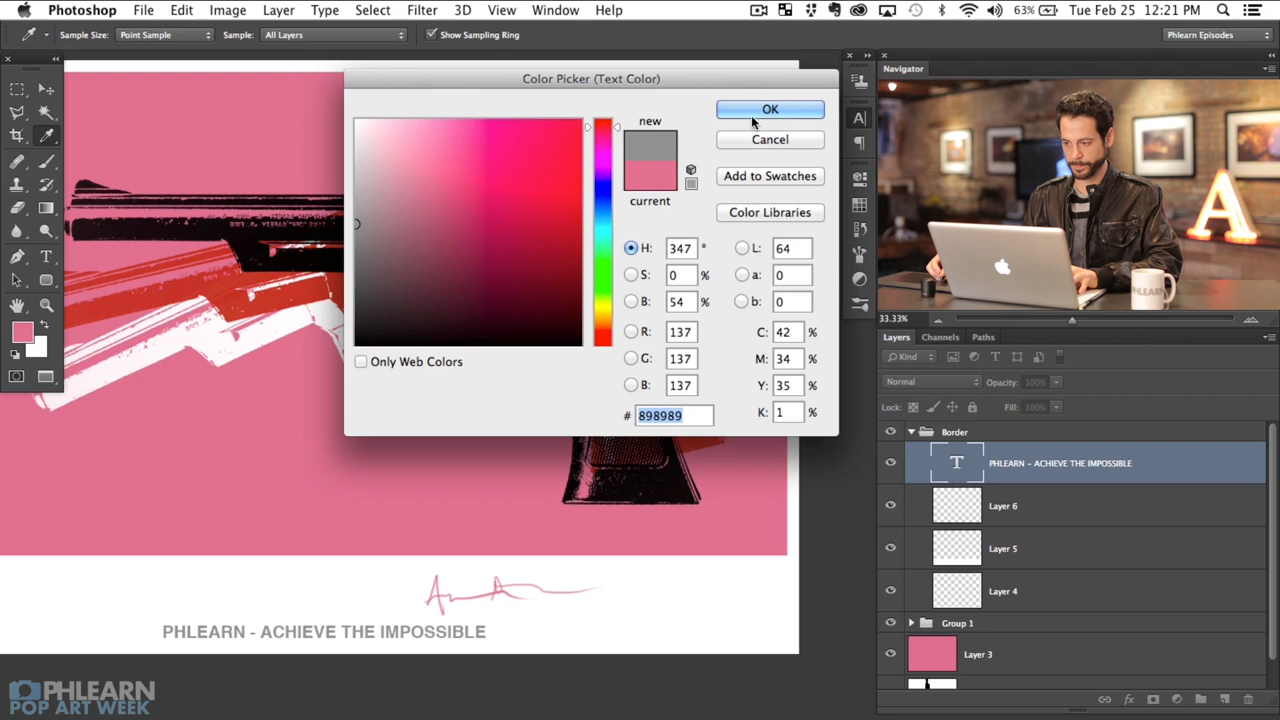 Photoshop File Edit Image Layer Type Select Filter 3D View Window Help 63% Tue Feb 25 12:21 PM
Sample Size: Point Sample Sample: All Layers Show Sampling Ring Phlearn Episodes
Color Picker (Text Color)
new
current
OK
Cancel
Add to Swatches
Color Libraries
H: 347 ° L: 64
S: 0 % a: 0
B: 54 % b: 0
R: 137 C: 42 %
G: 137 M: 34 %
B: 137 Y: 35 %
# 898989 K: 1 %
Only Web Colors
Navigator
A
PHLEARN
33.33%
Layers Channels Paths
Kind
Normal Opacity: 100%
Lock: Fill: 100%
Border
T PHLEARN - ACHIEVE THE IMPOSSIBLE
Layer 6
Layer 5
Layer 4
Group 1
Layer 3
PHLEARN - ACHIEVE THE IMPOSSIBLE
PHLEARN
POP ART WEEK